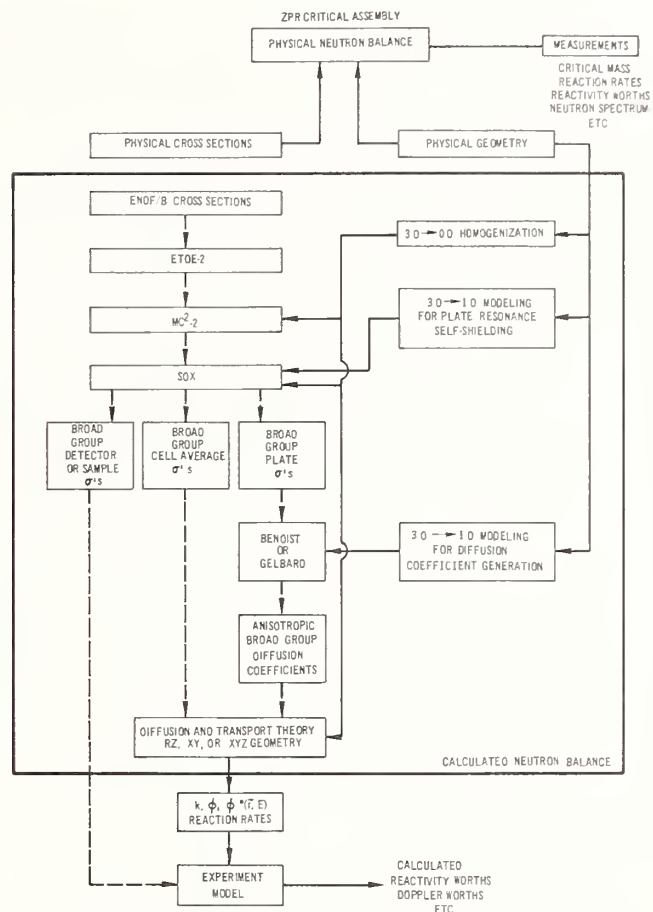 ZPR CRITICAL ASSEMBLY
PHYSICAL NEUTRON BALANCE
MEASUREMENTS
CRITICAL MASS
REACTION RATES
REACTIVITY WORTHS
NEUTRON SPECTRUM
ETC
PHYSICAL CROSS SECTIONS
PHYSICAL GEOMETRY
ENDF/B CROSS SECTIONS
3D → 0D HOMOGENIZATION
ETOE-2
MC²-2
3D → 1D MODELING
FOR PLATE RESONANCE
SELF-SHIELDING
SDX
BROAD
GROUP
DETECTOR
OR SAMPLE
σ's
BROAD
GROUP
CELL AVERAGE
σ's
BROAD
GROUP
PLATE
σ's
BENOIST
OR
GELBARD
3D → 1D MODELING
FOR DIFFUSION
COEFFICIENT GENERATION
ANISOTROPIC
BROAD GROUP
DIFFUSION
COEFFICIENTS
DIFFUSION AND TRANSPORT THEORY
RZ, XY, OR XYZ GEOMETRY
CALCULATED NEUTRON BALANCE
k, ϕ, ϕ*(r̄, E)
REACTION RATES
EXPERIMENT
MODEL
CALCULATED
REACTIVITY WORTHS
DOPPLER WORTHS
ETC